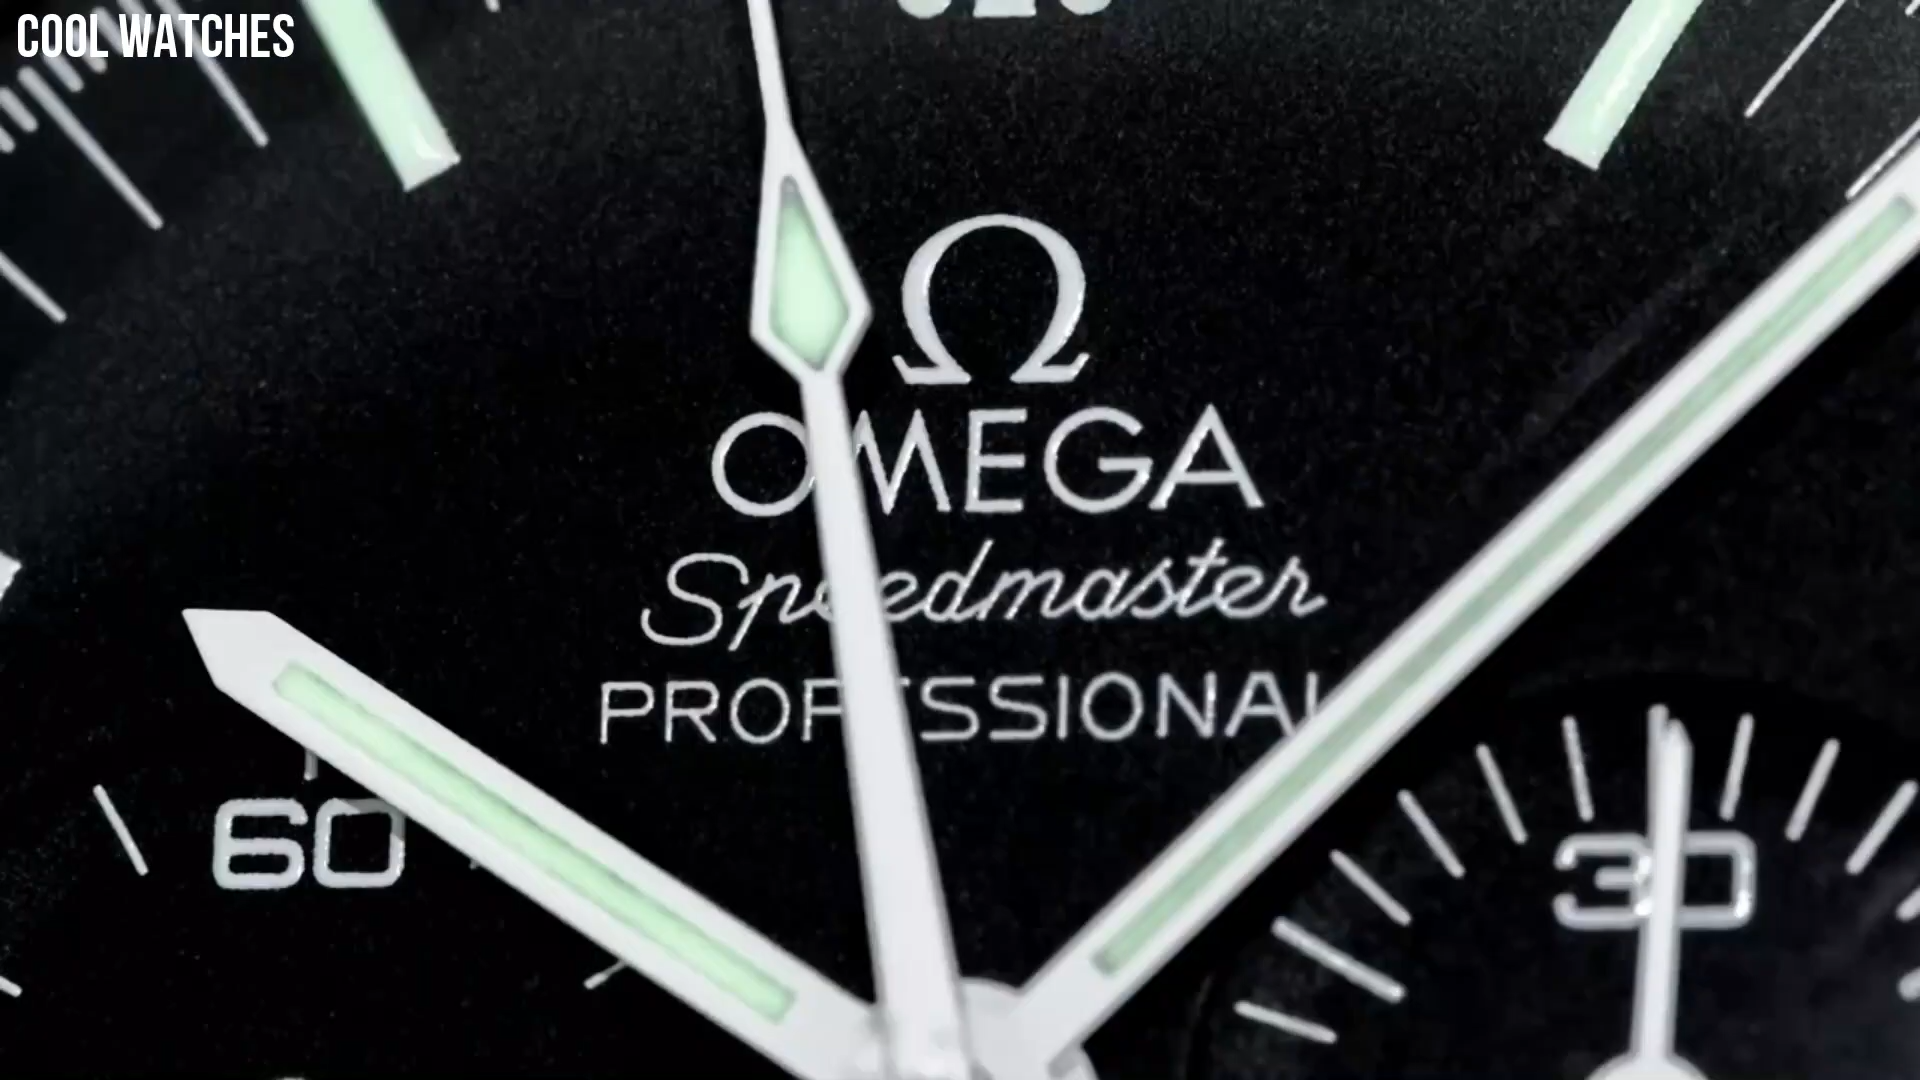 COOL WATCHES
Ω
OMEGA
Speedmaster
PROFESSIONAL
60
30